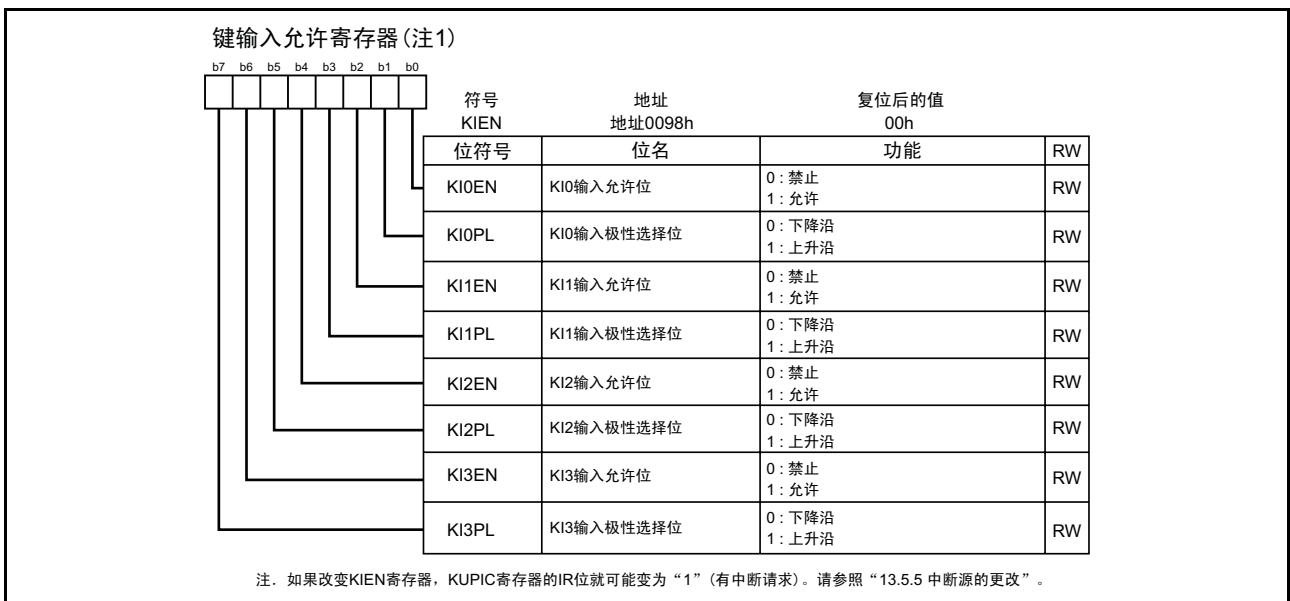 键输入允许寄存器(注1)
b7 b6 b5 b4 b3 b2 b1 b0
符号 地址 复位后的值
KIEN 地址0098h 00h
位符号 位名 功能 RW
KI0EN KI0输入允许位 0 : 禁止 RW
1 : 允许
KI0PL KI0输入极性选择位 0 : 下降沿 RW
1 : 上升沿
KI1EN KI1输入允许位 0 : 禁止 RW
1 : 允许
KI1PL KI1输入极性选择位 0 : 下降沿 RW
1 : 上升沿
KI2EN KI2输入允许位 0 : 禁止 RW
1 : 允许
KI2PL KI2输入极性选择位 0 : 下降沿 RW
1 : 上升沿
KI3EN KI3输入允许位 0 : 禁止 RW
1 : 允许
KI3PL KI3输入极性选择位 0 : 下降沿 RW
1 : 上升沿
注. 如果改变KIEN寄存器，KUPIC寄存器的IR位就可能变为“1”(有中断请求)。请参照“13.5.5 中断源的更改”。